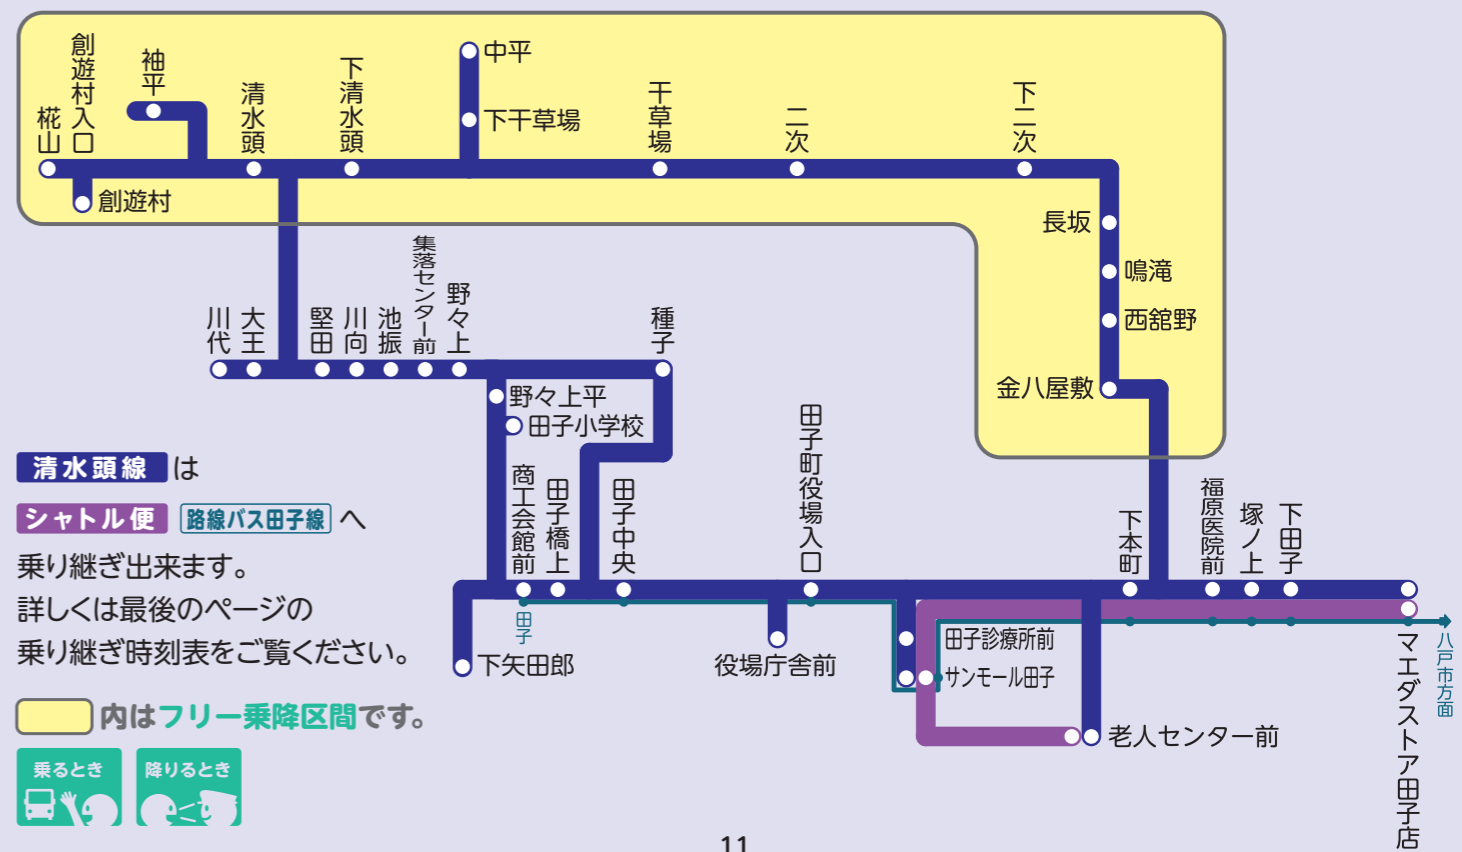 中平
創遊村入口
袖平
下清水頭
清水頭
干草場
二次
下二次
椛山
下干草場
創遊村
長坂
鳴滝
西舘野
金八屋敷
川代
大王
堅田
川向
池振
集落センター前
野々上
種子
野々上平
田子小学校
商工会館前
田子橋上
田子中央
田子町役場入口
下本町
福原医院前
塚ノ上
下田子
田子
下矢田郎
役場庁舎前
田子診療所前
サンモール田子
老人センター前
マエダストア田子店
八戸市方面
清水頭線 は
シャトル便 路線バス田子線 へ
乗り継ぎ出来ます。
詳しくは最後のページの
乗り継ぎ時刻表をご覧ください。
内はフリー乗降区間です。
乗るとき
降りるとき
11